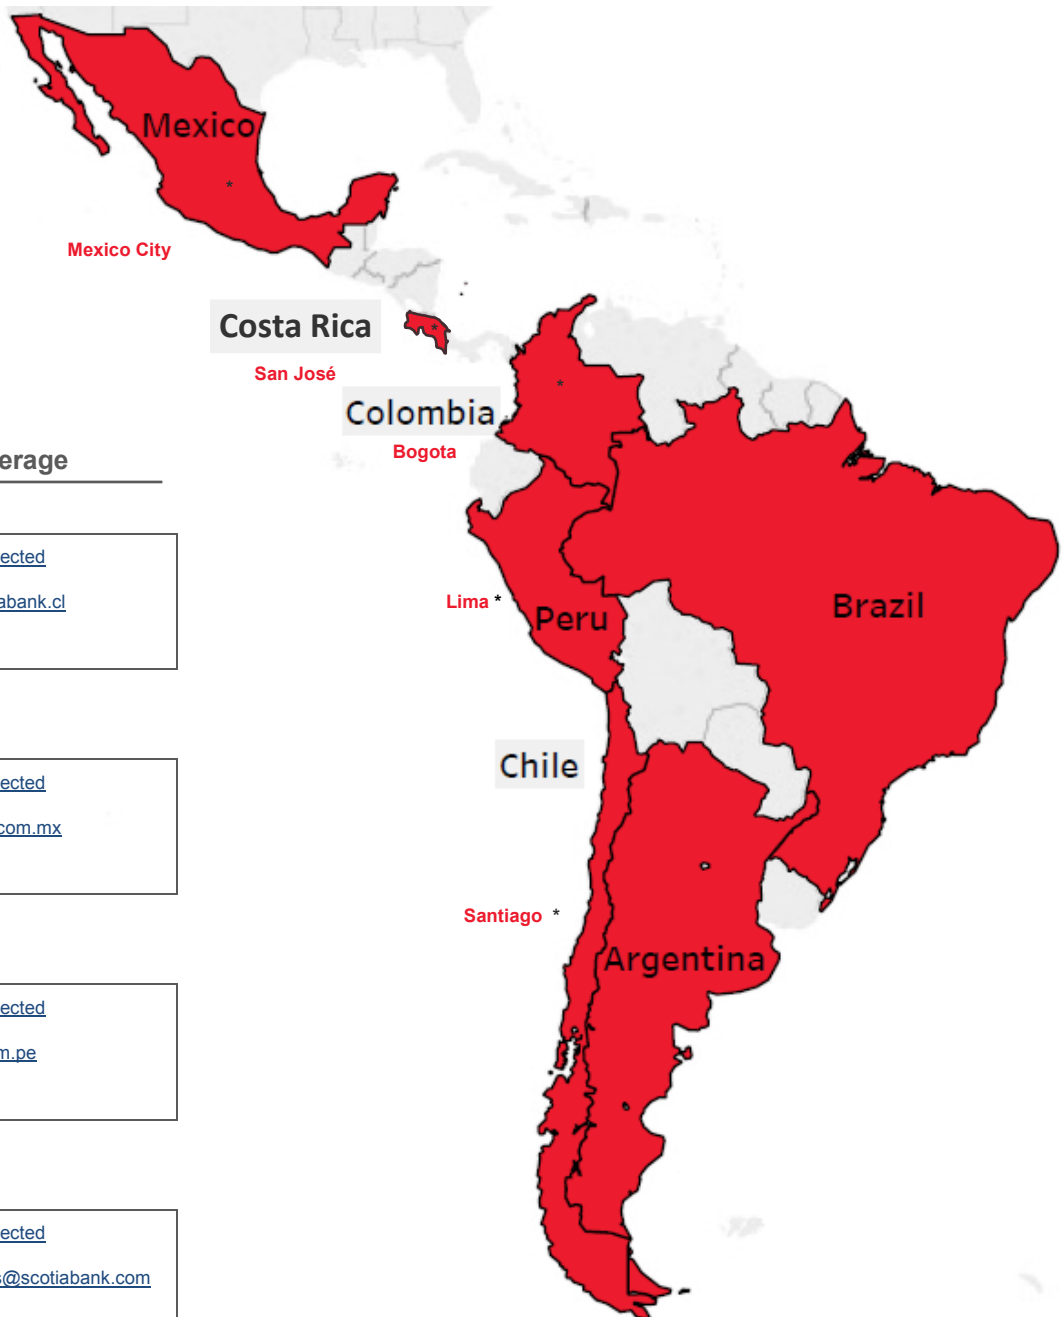 Mexico
*
Mexico City
Costa Rica
*
San José
Colombia
*
Bogota
erage
ected
abank.cl
Lima *
Peru
Brazil
Chile
ected
com.mx
Santiago *
Argentina
ected
m.pe
ected
s@scotiabank.com